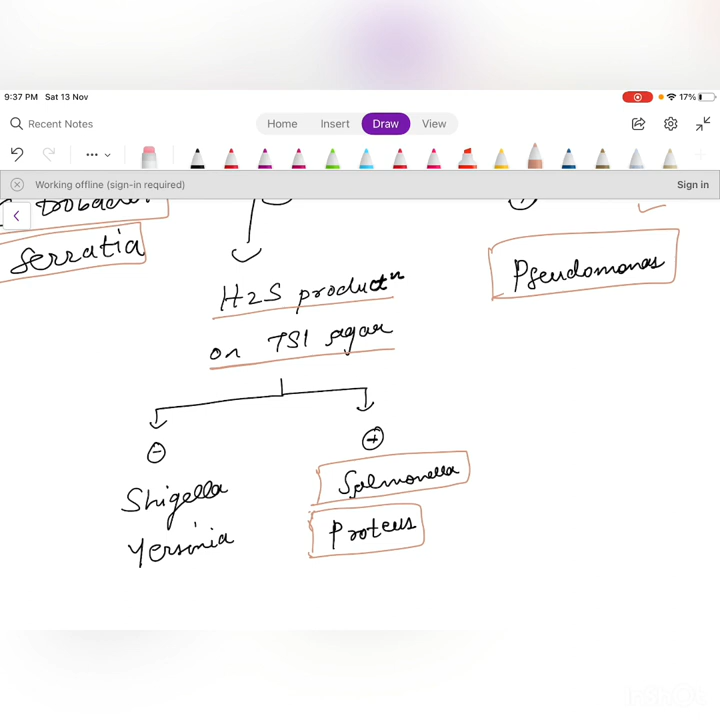 9:37 PM Sat 13 Nov
17%
Recent Notes
Home Insert Draw View
Working offline (sign-in required)
Sign in
Serratia
H2S productⁿ
on TSI agar
Pseudomonas
⊖
⊕
Shigella
Yersinia
Salmonella
Proteus